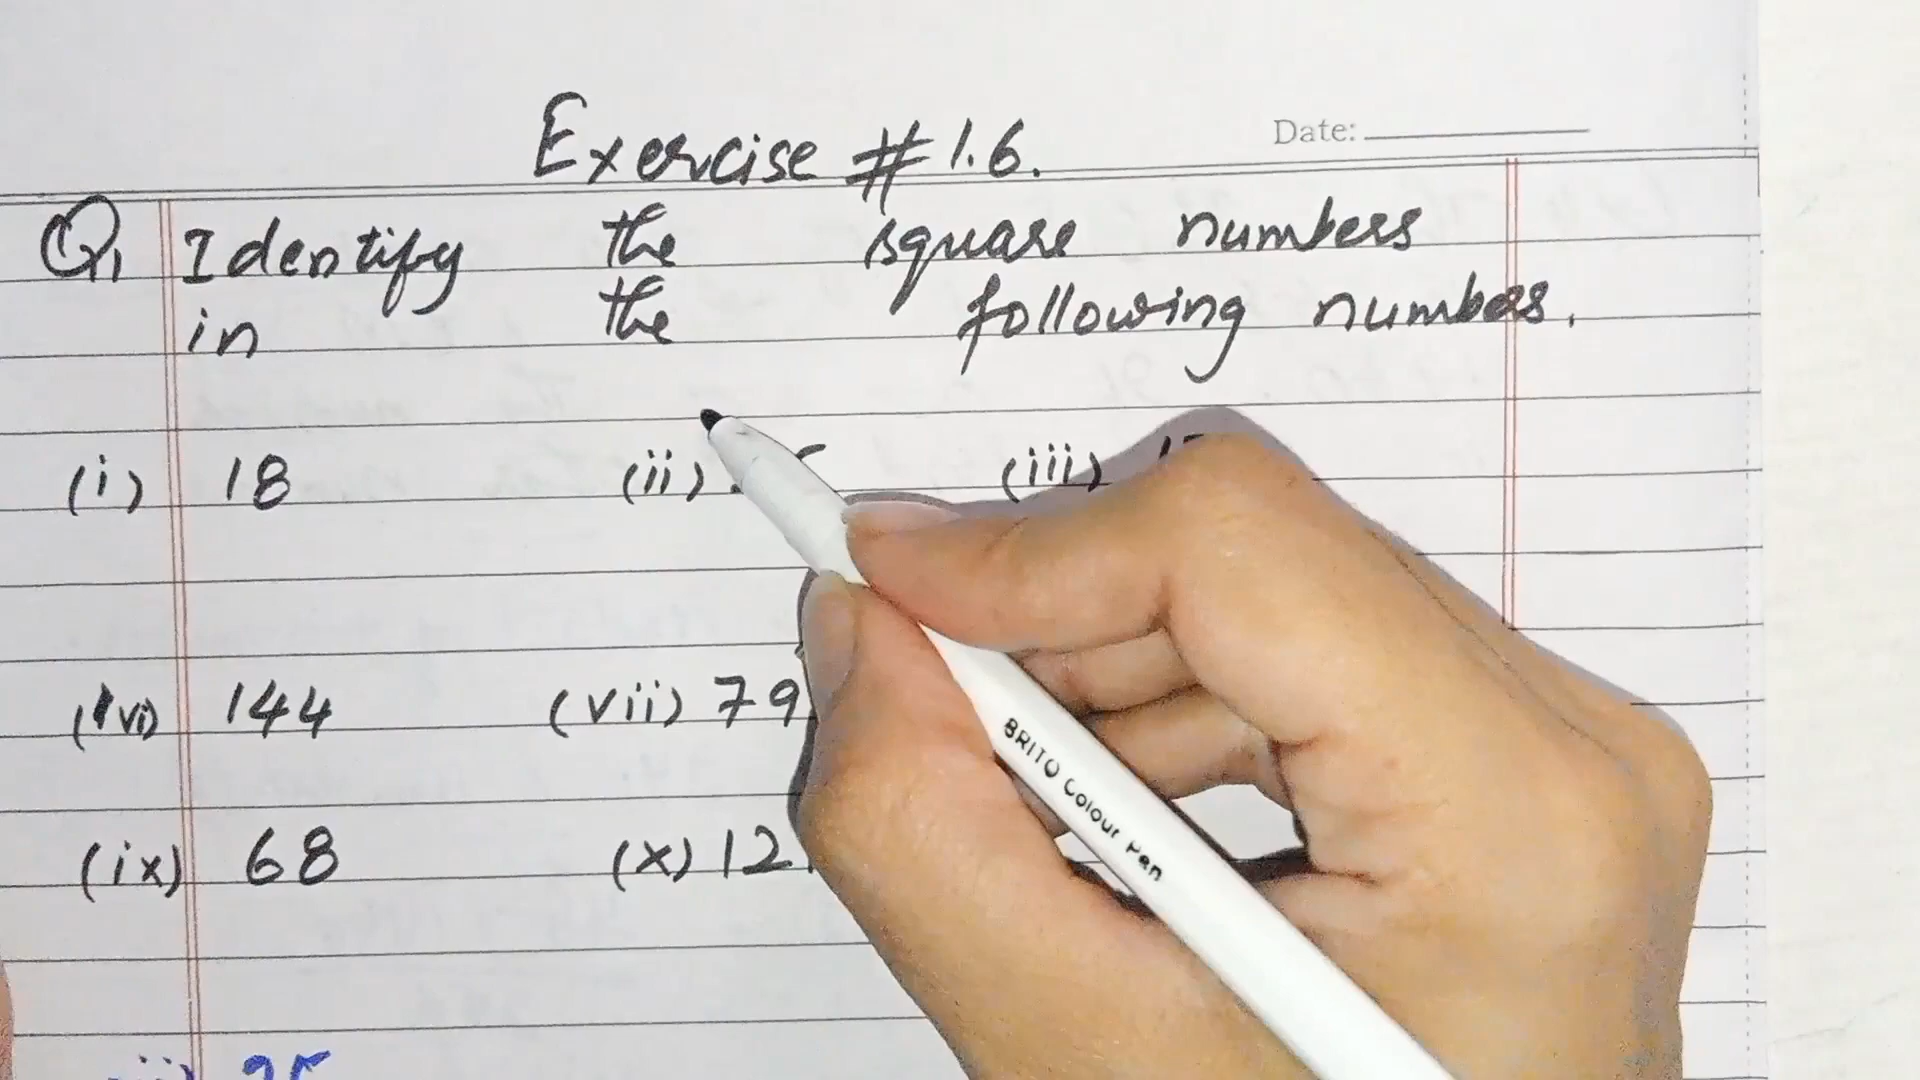 Exercise # 1.6.
Date:
Q1 Identify the square numbers
in the following numbers.
(i) 18 (ii) (iii)
(vi) 144 (vii) 79
(ix) 68 (x) 12
BRITO Colour Pen